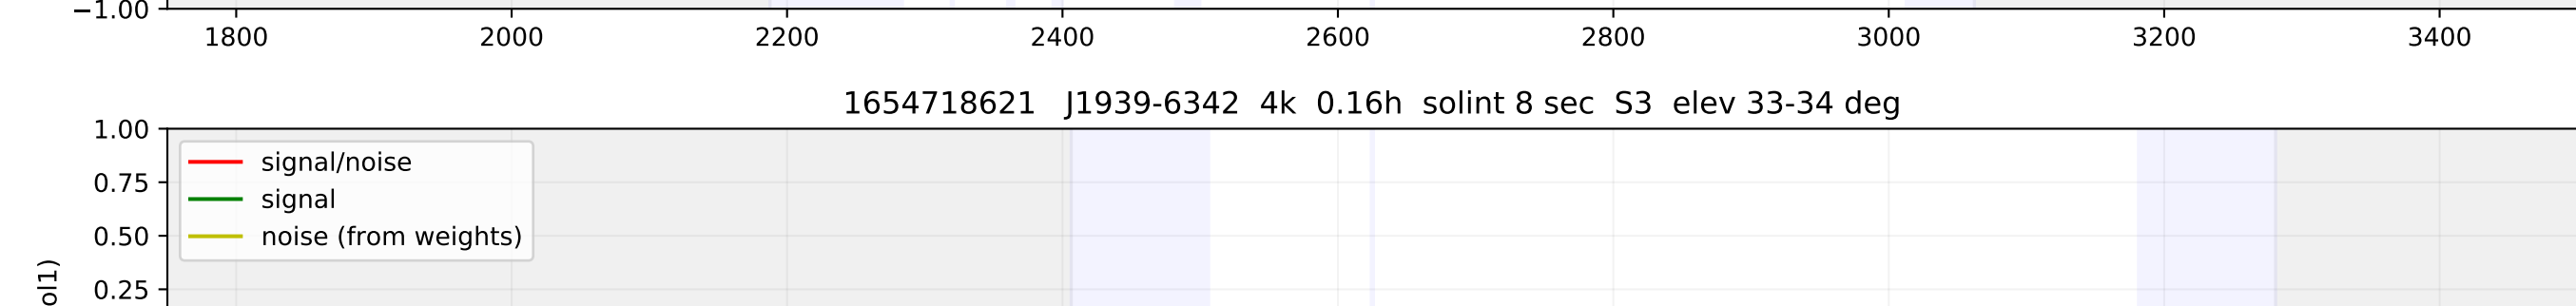 −1.00
1800 2000 2200 2400 2600 2800 3000 3200 3400
1654718621 J1939-6342 4k 0.16h solint 8 sec S3 elev 33-34 deg
1.00
signal/noise
0.75
signal
0.50
noise (from weights)
0.25
ol1)